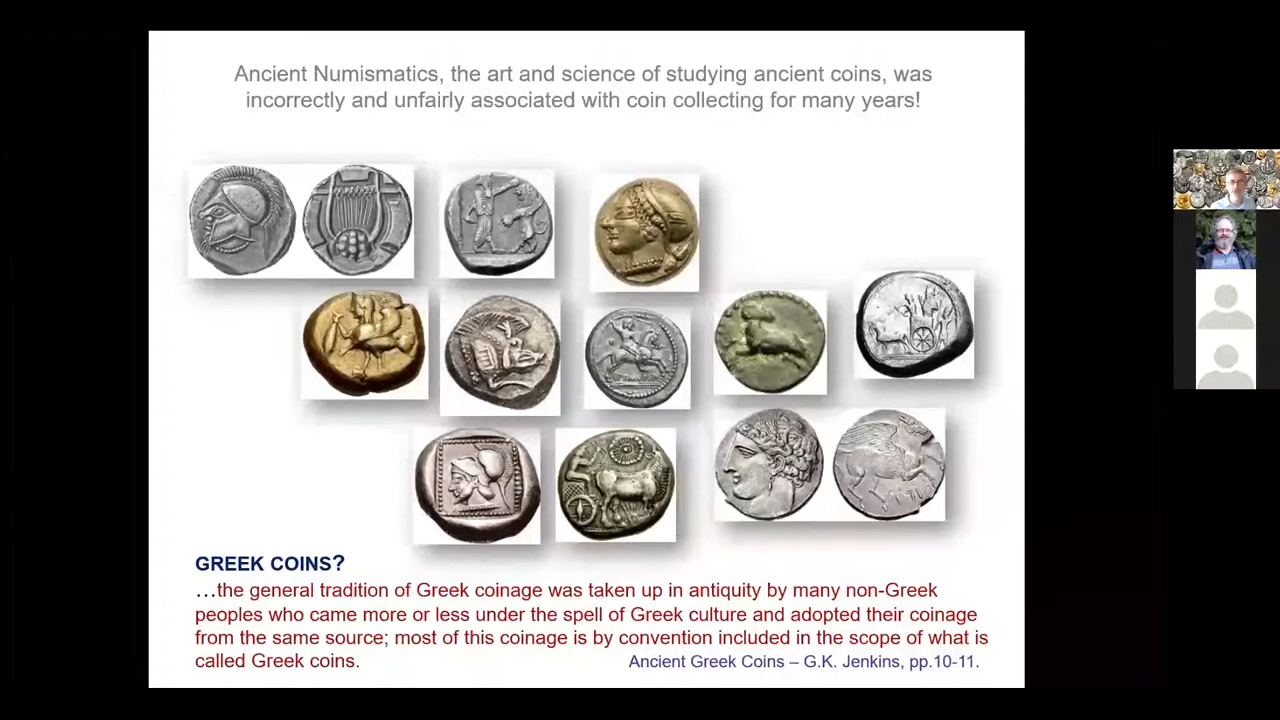 Ancient Numismatics, the art and science of studying ancient coins, was
incorrectly and unfairly associated with coin collecting for many years!
GREEK COINS?
…the general tradition of Greek coinage was taken up in antiquity by many non-Greek
peoples who came more or less under the spell of Greek culture and adopted their coinage
from the same source; most of this coinage is by convention included in the scope of what is
called Greek coins.
Ancient Greek Coins – G.K. Jenkins, pp.10-11.